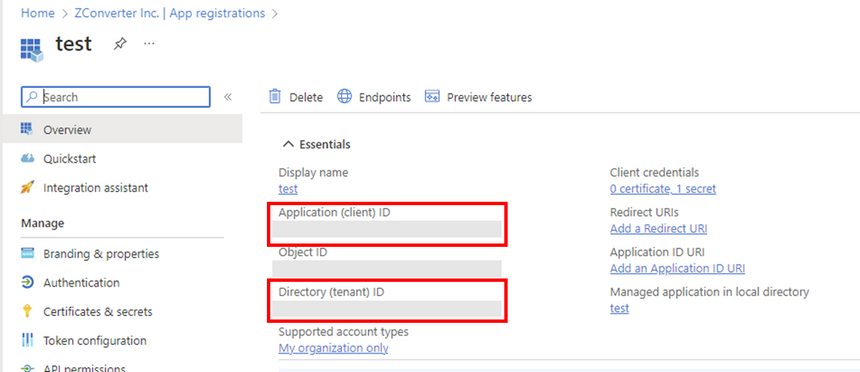 Home > ZConverter Inc. | App registrations >
test
Search
«
Overview
Quickstart
Integration assistant
Manage
Branding & properties
Authentication
Certificates & secrets
Token configuration
API permissions
Delete
Endpoints
Preview features
Essentials
Display name
test
Application (client) ID
Object ID
Directory (tenant) ID
Supported account types
My organization only
Client credentials
0 certificate, 1 secret
Redirect URIs
Add a Redirect URI
Application ID URI
Add an Application ID URI
Managed application in local directory
test